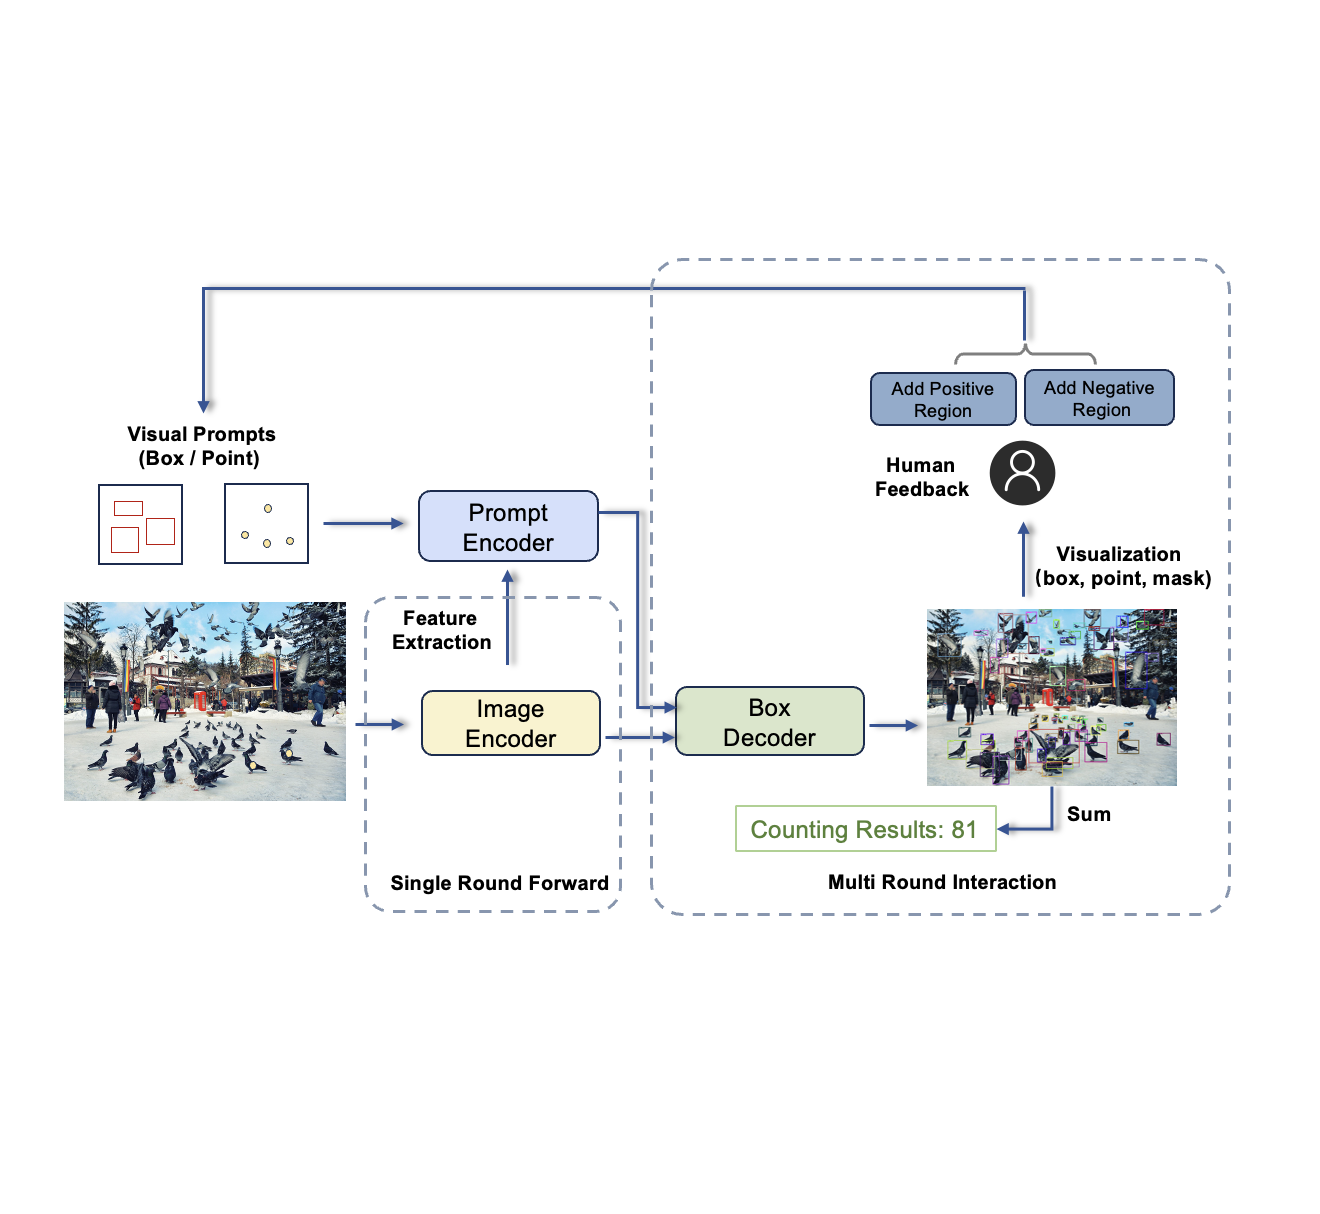 Add Positive
Region
Add Negative
Region
Visual Prompts
(Box / Point)
Human
Feedback
Prompt
Encoder
Visualization
(box, point, mask)
Feature
Extraction
Image
Encoder
Box
Decoder
Sum
Counting Results: 81
Single Round Forward
Multi Round Interaction